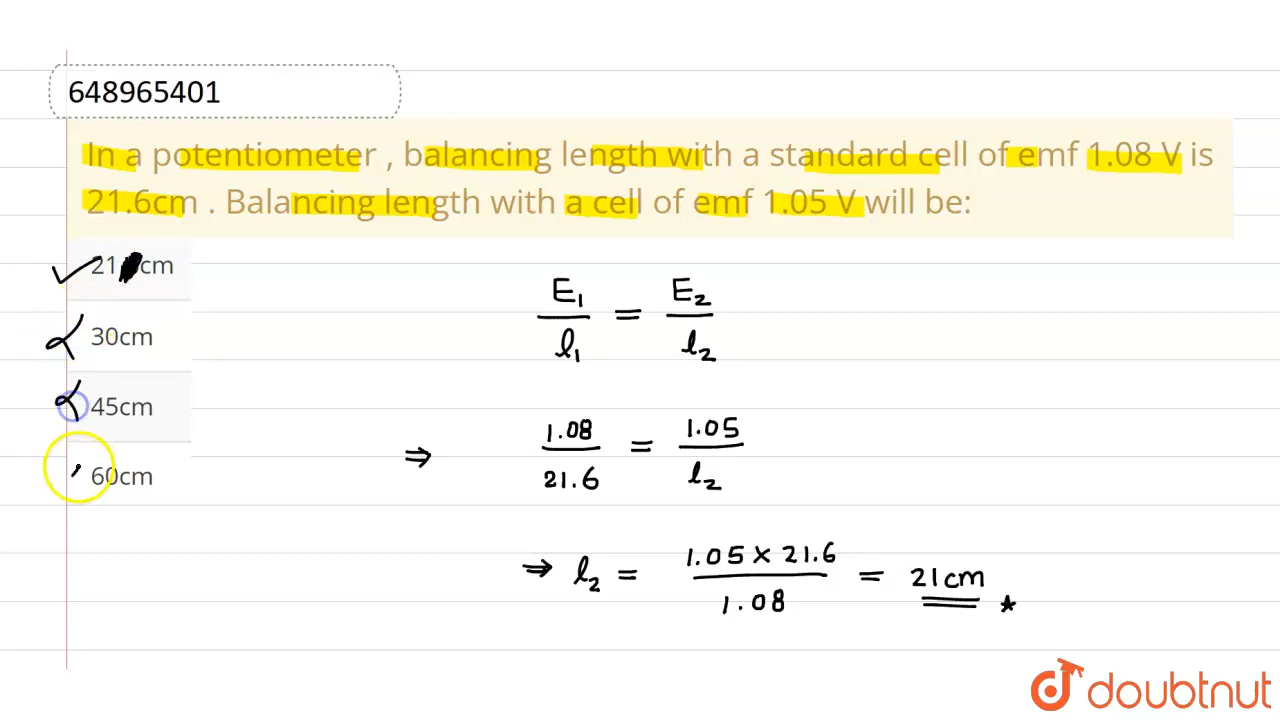 648965401
In a potentiometer , balancing length with a standard cell of emf 1.08 V is
21.6cm . Balancing length with a cell of emf 1.05 V will be:
21 cm
30cm
45cm
60cm
E₁/l₁ = E₂/l₂
⇒ 1.08/21.6 = 1.05/l₂
⇒ l₂ = 1.05 × 21.6/1.08 = 21cm
doubtnut